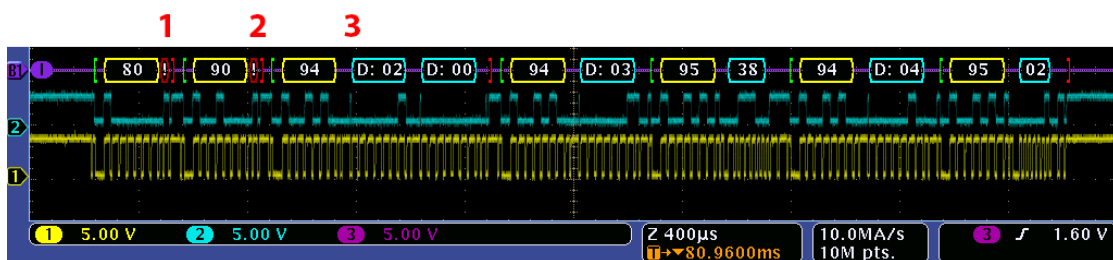 1 2 3
B1 I 80 ! 90 ! 94 D: 02 D: 00 94 D: 03 95 38 94 D: 04 95 02
2
1
1 5.00 V 2 5.00 V 3 5.00 V Z 400µs 10.0MA/s 3 1.60 V
T→▼80.9600ms 10M pts.